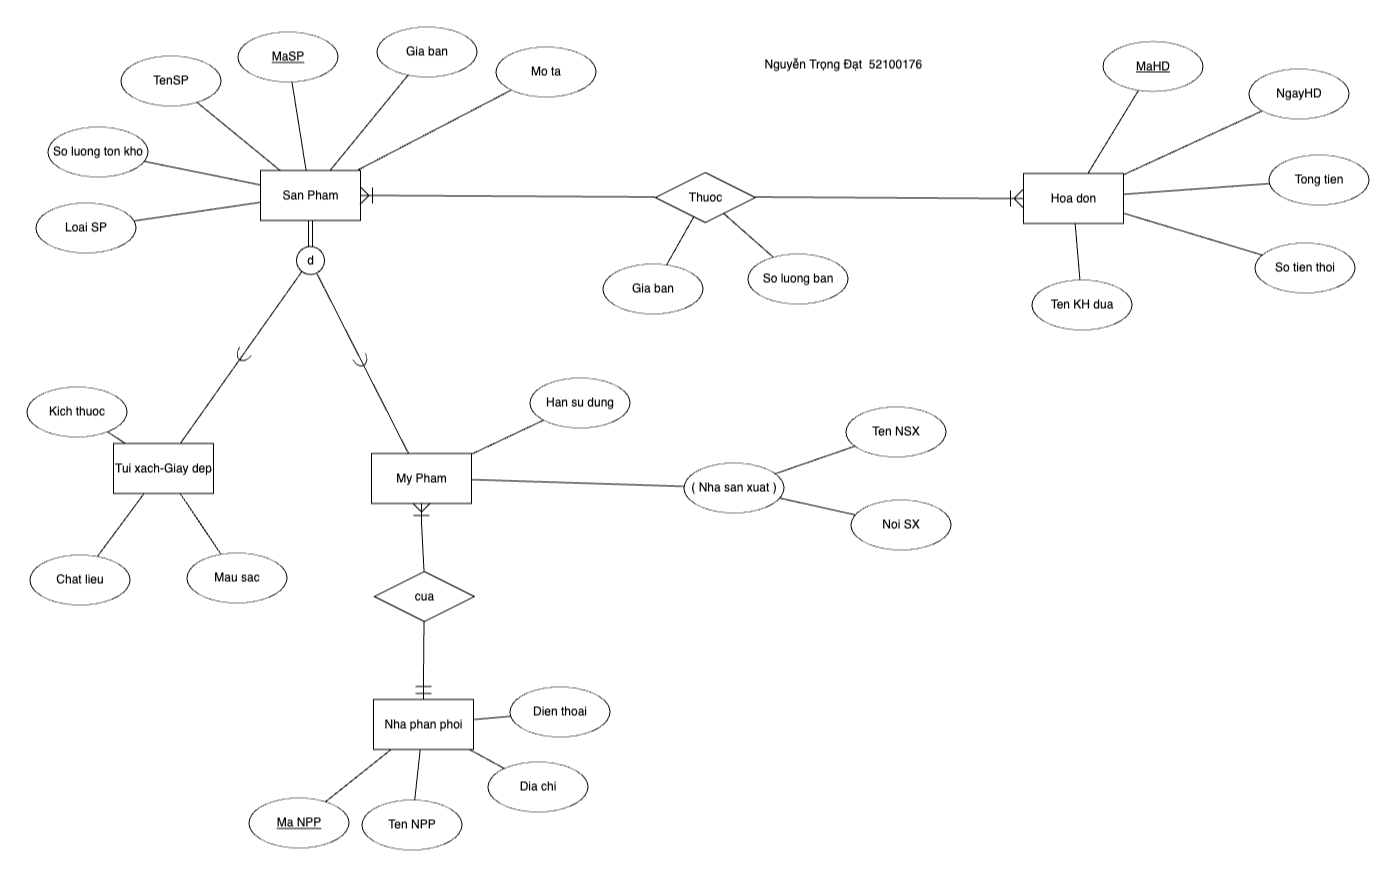 MaSP
Gia ban
TenSP
Mo ta
Nguyễn Trọng Đạt 52100176
MaHD
NgayHD
So luong ton kho
San Pham
Thuoc
Hoa don
Tong tien
Loai SP
d
Gia ban
So luong ban
So tien thoi
Ten KH dua
Kich thuoc
Han su dung
Ten NSX
Tui xach-Giay dep
My Pham
( Nha san xuat )
Noi SX
Chat lieu
Mau sac
cua
Nha phan phoi
Dien thoai
Dia chi
Ma NPP
Ten NPP